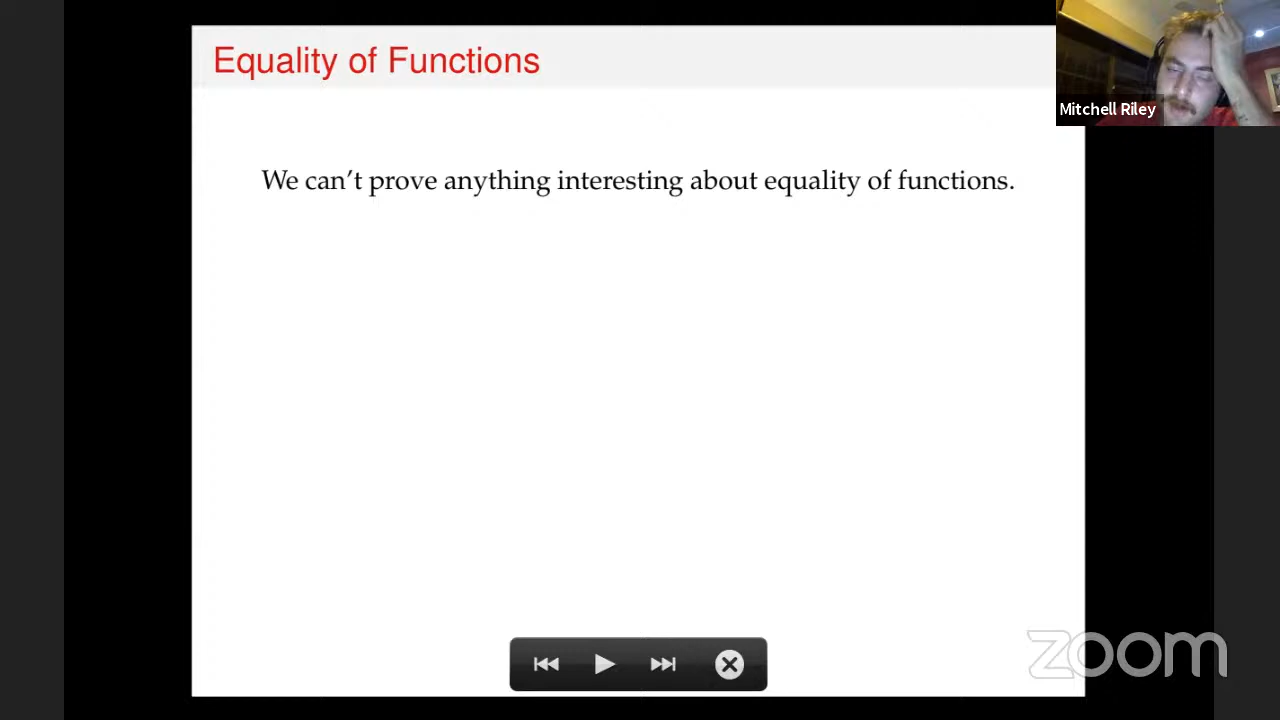 Equality of Functions
Mitchell Riley
We can't prove anything interesting about equality of functions.
zoom